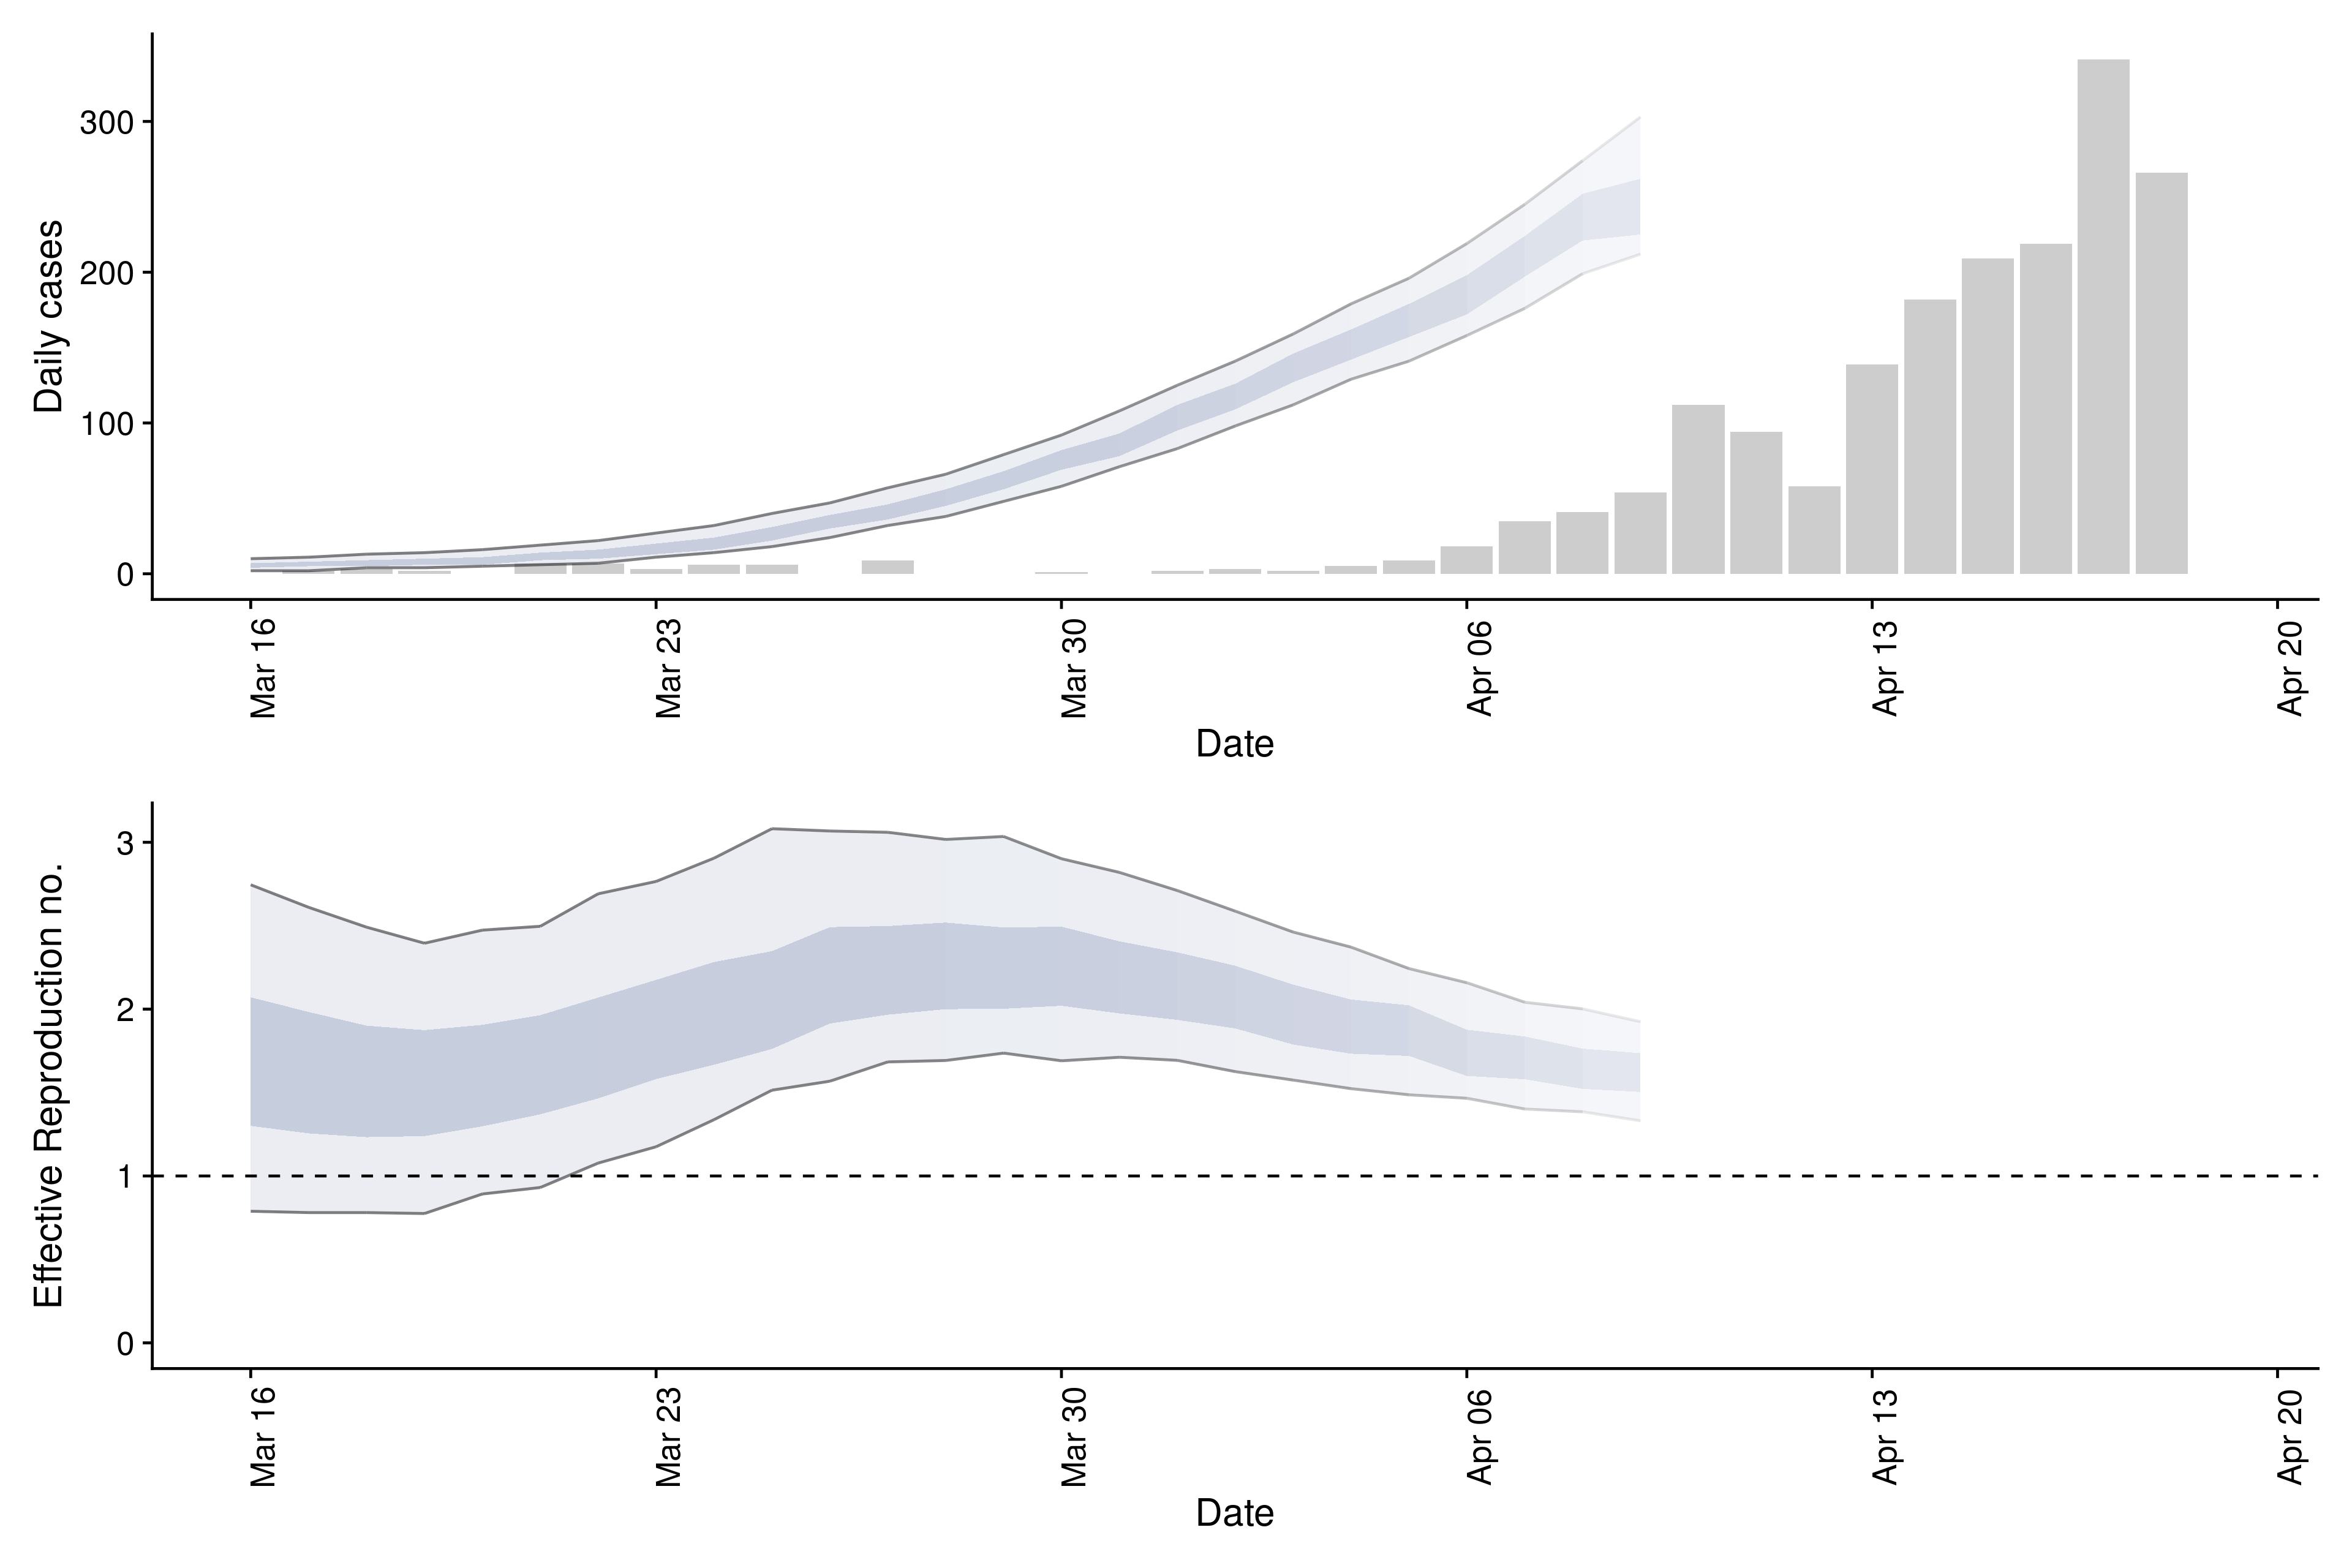 Daily cases
300
200
100
0
Mar 16
Mar 23
Mar 30
Apr 06
Apr 13
Apr 20
Date
Effective Reproduction no.
3
2
1
0
Mar 16
Mar 23
Mar 30
Apr 06
Apr 13
Apr 20
Date